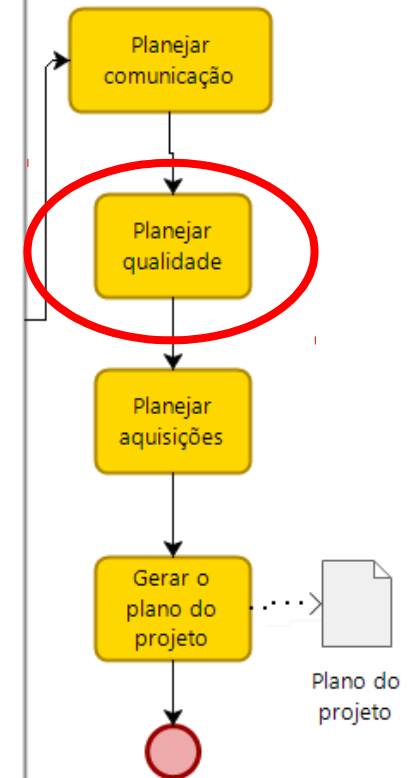 Planejar
comunicação
Planejar
qualidade
Planejar
aquisições
Gerar o
plano do
projeto
Plano do
projeto